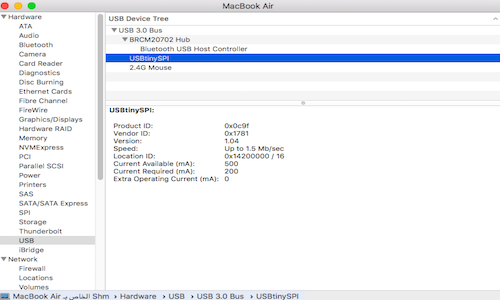 MacBook Air
Hardware
ATA
Audio
Bluetooth
Camera
Card Reader
Diagnostics
Disc Burning
Ethernet Cards
Fibre Channel
FireWire
Graphics/Displays
Hardware RAID
Memory
NVMExpress
PCI
Parallel SCSI
Power
Printers
SAS
SATA/SATA Express
SPI
Storage
Thunderbolt
USB
iBridge
Network
Firewall
Locations
Volumes
USB Device Tree
USB 3.0 Bus
BRCM20702 Hub
Bluetooth USB Host Controller
USBtinySPI
2.4G Mouse
USBtinySPI:
Product ID: 0x0c9f
Vendor ID: 0x1781
Version: 1.04
Speed: Up to 1.5 Mb/sec
Location ID: 0x14200000 / 16
Current Available (mA): 500
Current Required (mA): 200
Extra Operating Current (mA): 0
MacBook Air الخاص بـ Shm › Hardware › USB › USB 3.0 Bus › USBtinySPI